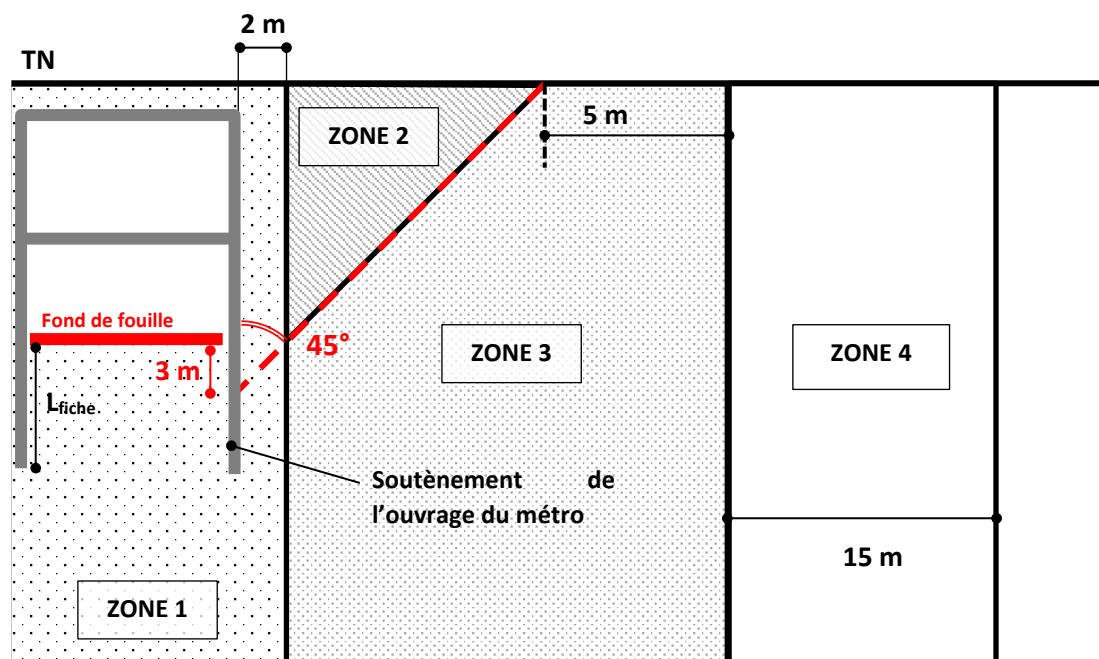 2 m
TN
ZONE 2
5 m
Fond de fouille
45°
ZONE 3
ZONE 4
3 m
Lfiche
Soutènement de
l'ouvrage du métro
15 m
ZONE 1